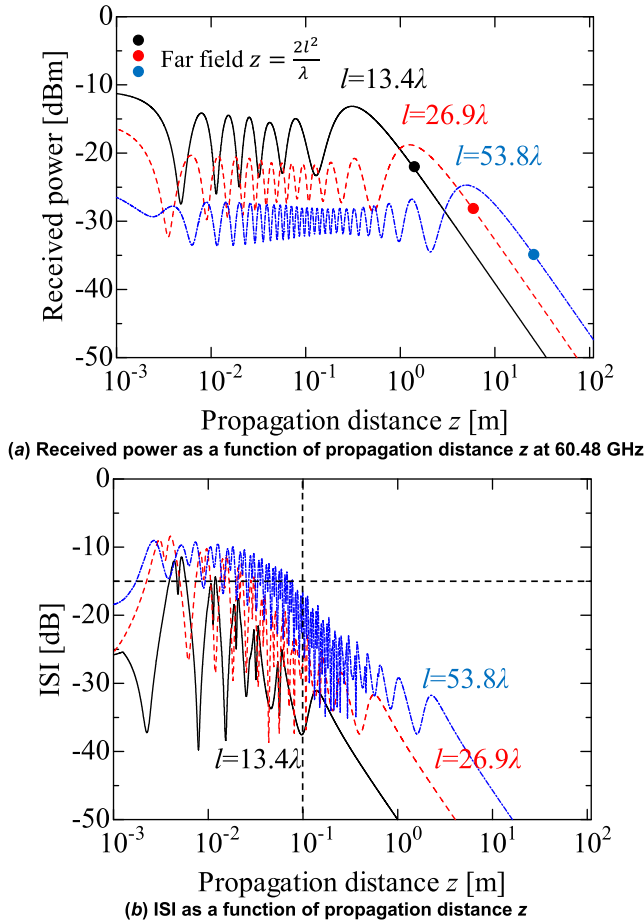 0
-10
-20
-30
-40
-50
Received power [dBm]
Far field z = 2l²/λ
l=13.4λ
l=26.9λ
l=53.8λ
10⁻³ 10⁻² 10⁻¹ 10⁰ 10¹ 10²
Propagation distance z [m]
(a) Received power as a function of propagation distance z at 60.48 GHz
0
-10
-20
-30
-40
-50
ISI [dB]
l=53.8λ
l=13.4λ
l=26.9λ
10⁻³ 10⁻² 10⁻¹ 10⁰ 10¹ 10²
Propagation distance z [m]
(b) ISI as a function of propagation distance z